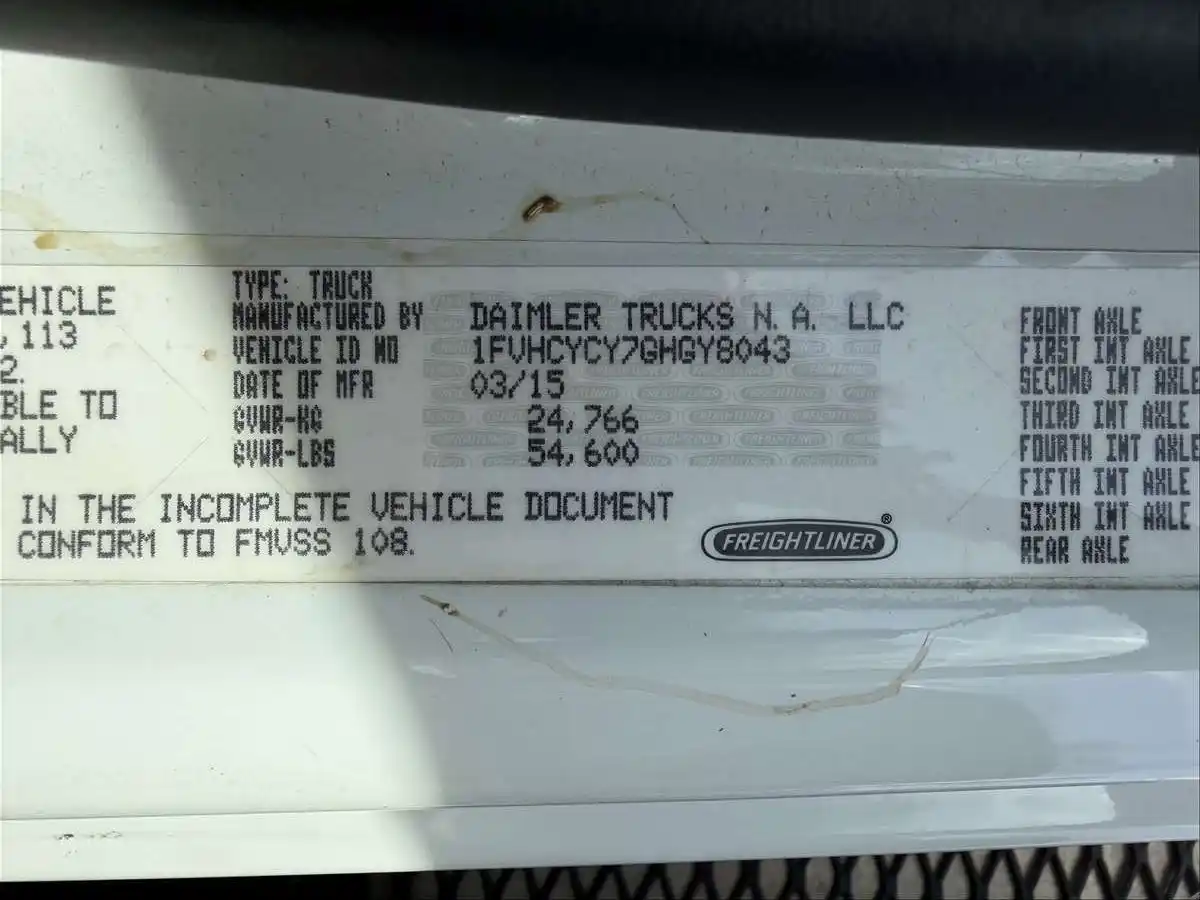 EHICLE
, 113
2.
BLE TO
ALLY
TYPE: TRUCK
MANUFACTURED BY DAIMLER TRUCKS N. A. LLC
VEHICLE ID NO 1FVHCYCY7GHGY8043
DATE OF MFR 03/15
GVWR-KG 24,766
GVWR-LBS 54,600
IN THE INCOMPLETE VEHICLE DOCUMENT
CONFORM TO FMVSS 108.
FREIGHTLINER®
FRONT AXLE
FIRST INT AXLE
SECOND INT AXLE
THIRD INT AXLE
FOURTH INT AXLE
FIFTH INT AXLE
SIXTH INT AXLE
REAR AXLE